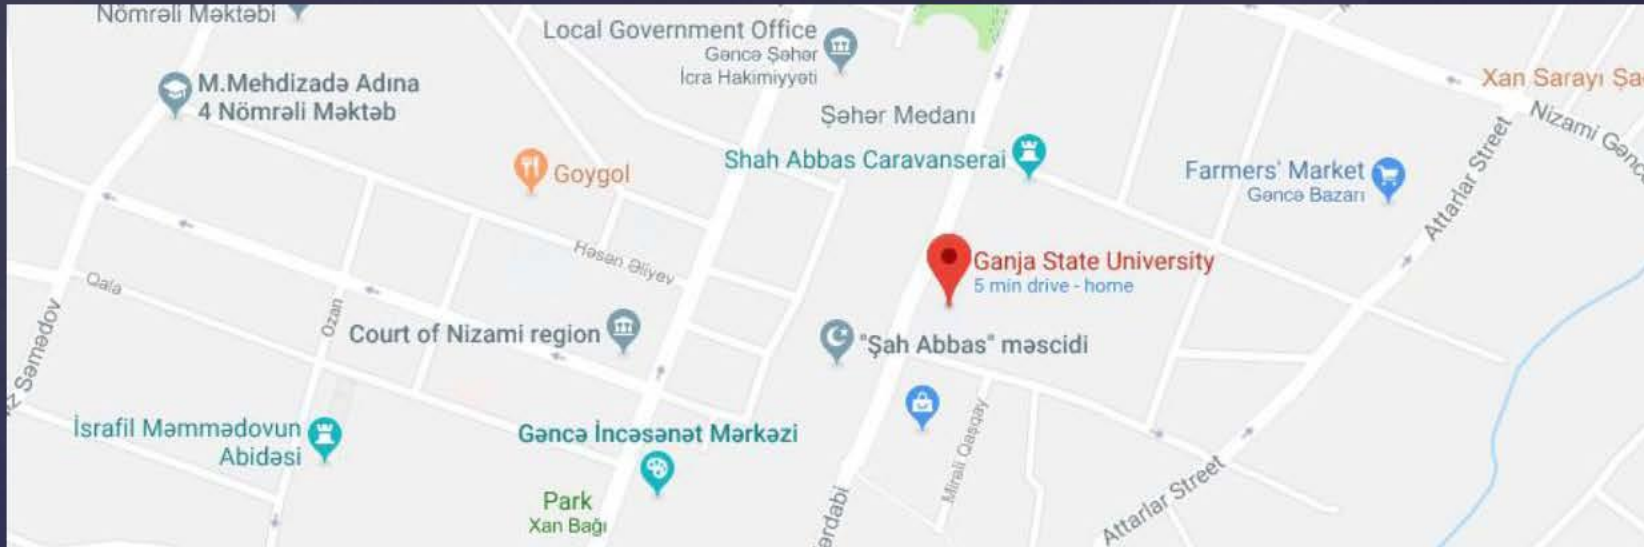 Nömrəli Məktəbi
Local Government Office
Gəncə Şəhər
İcra Hakimiyyəti
M.Mehdizadə Adına
4 Nömrəli Məktəb
Xan Sarayı
Nizami
Şəhər Medanı
Shah Abbas Caravanserai
Goygol
Farmers' Market
Gəncə Bazarı
Attarlar Street
Həsən Əliyev
Ganja State University
5 min drive - home
Qala
Ozan
Court of Nizami region
"Şah Abbas" məscidi
Səmədov
İsrafil Məmmədovun
Abidəsi
Gəncə İncəsənət Mərkəzi
Mirəli Qaşqay
Park
Xan Bağı
ərdabi
Attarlar Street